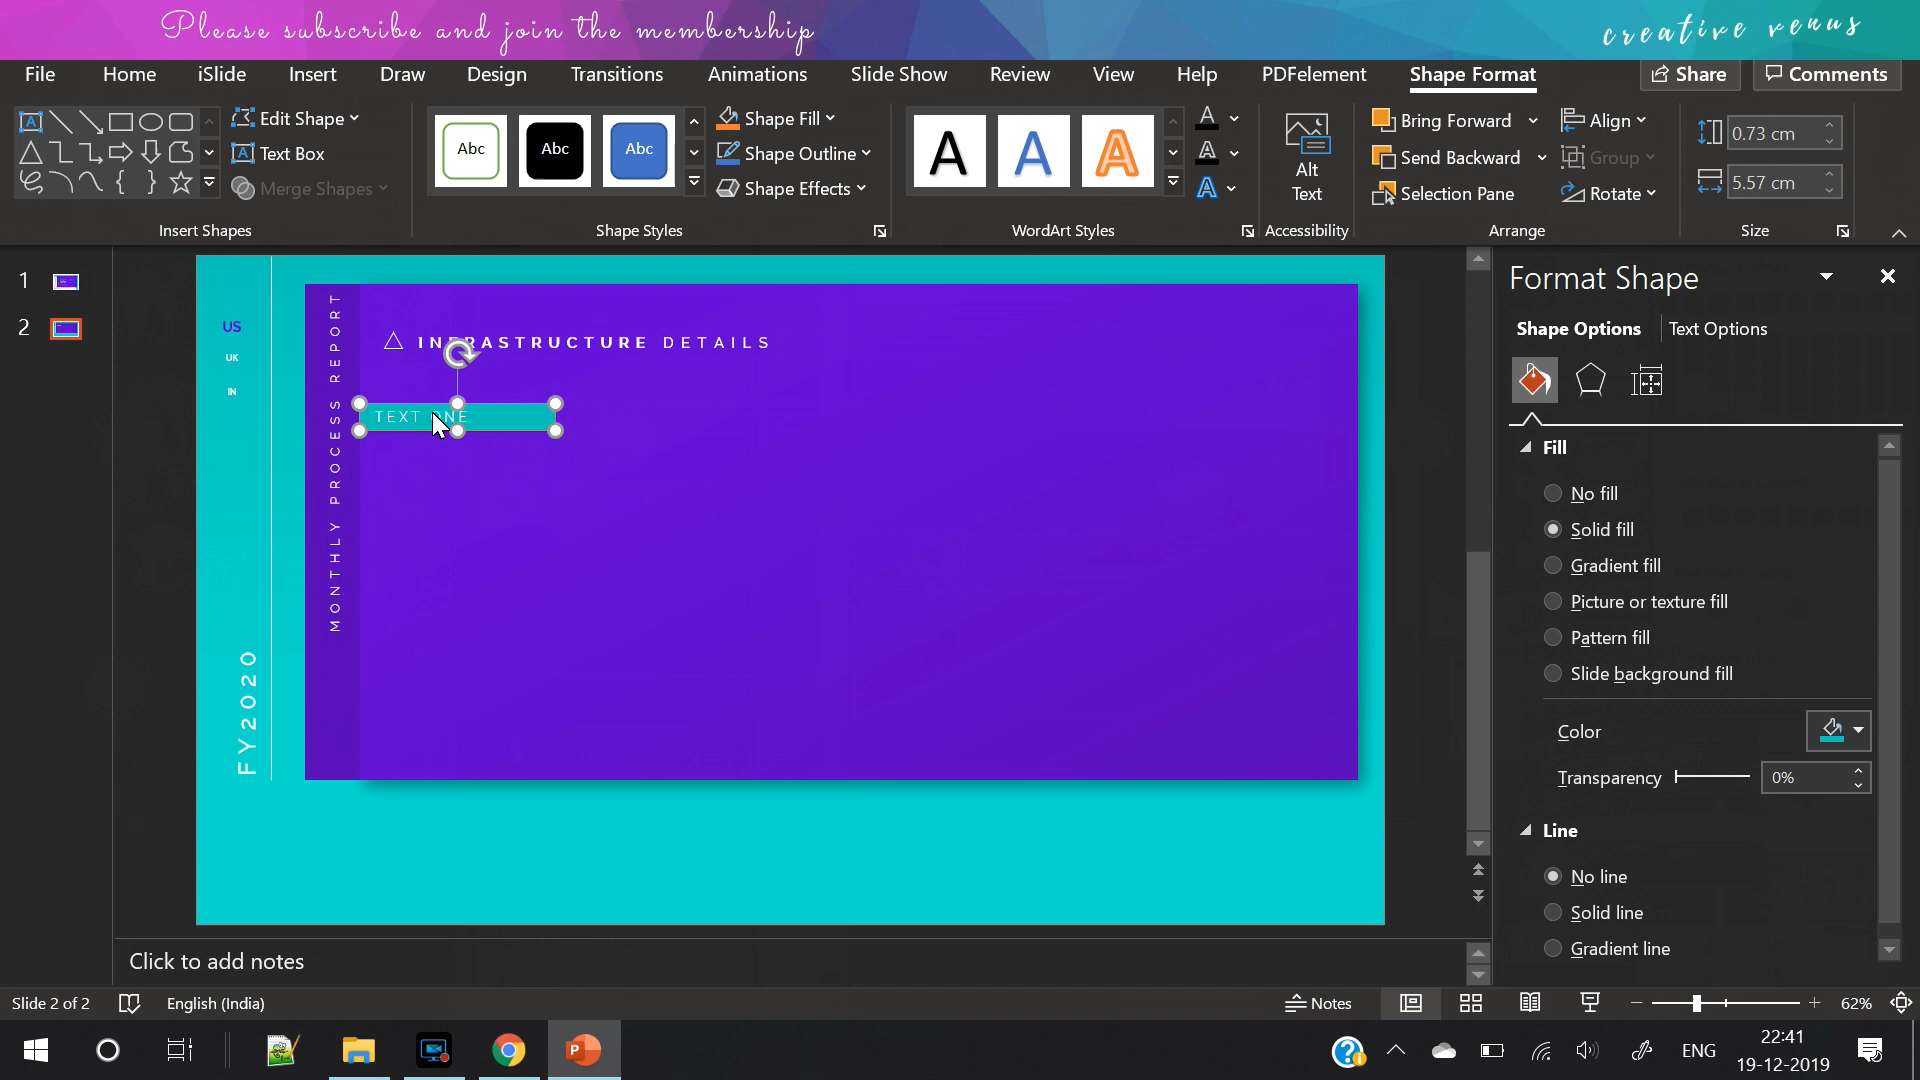 Please subscribe and join the membership
creative venus
File Home iSlide Insert Draw Design Transitions Animations Slide Show Review View Help PDFelement Shape Format Share Comments
Edit Shape
Text Box
Merge Shapes
Insert Shapes
Abc Abc Abc
Shape Fill
Shape Outline
Shape Effects
Shape Styles
A A A
A
A
A
WordArt Styles
Alt
Text
Accessibility
Bring Forward
Send Backward
Selection Pane
Align
Group
Rotate
Arrange
0.73 cm
5.57 cm
Size
1
2
US
UK
IN
FY2020
MONTHLY PROCESS REPORT
INFRASTRUCTURE DETAILS
TEXT ONE
Format Shape
Shape Options Text Options
Fill
No fill
Solid fill
Gradient fill
Picture or texture fill
Pattern fill
Slide background fill
Color
Transparency 0%
Line
No line
Solid line
Gradient line
Click to add notes
Slide 2 of 2 English (India) Notes 62%
ENG
22:41
19-12-2019